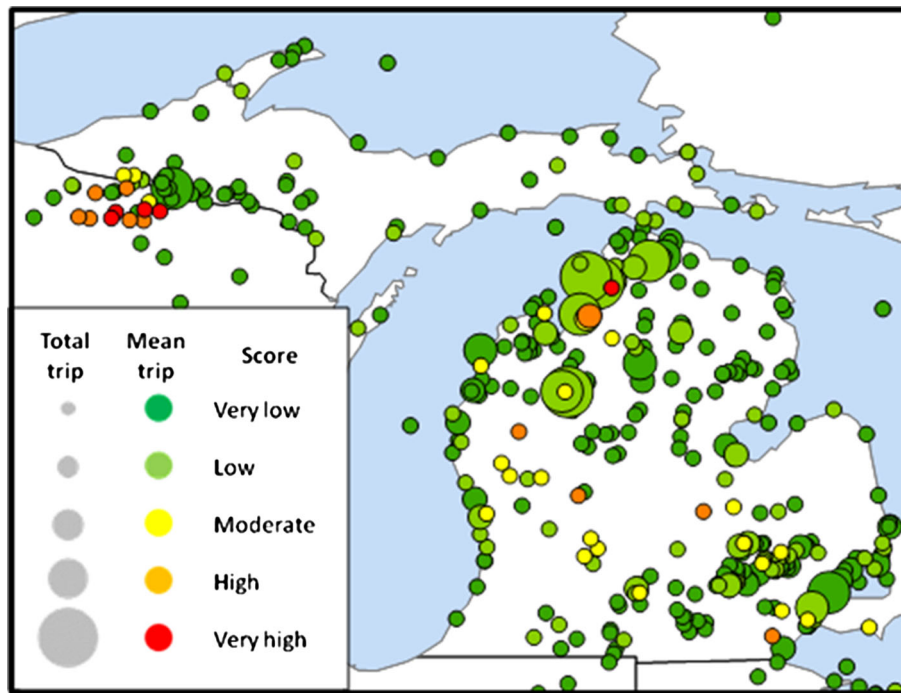 Total Mean Score
trip trip
Very low
Low
Moderate
High
Very high